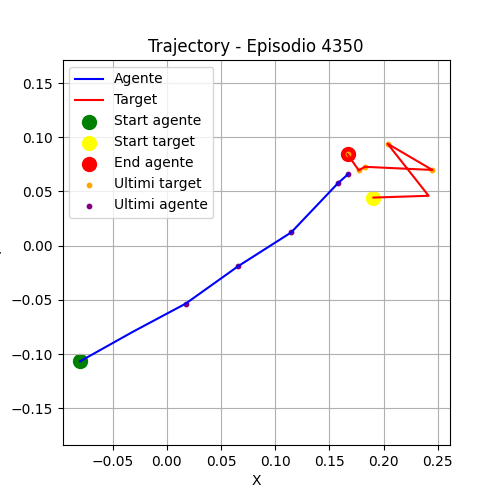 Trajectory - Episodio 4350
Agente
Target
Start agente
Start target
End agente
Ultimi target
Ultimi agente
0.15
0.10
0.05
0.00
−0.05
−0.10
−0.15
−0.05 0.00 0.05 0.10 0.15 0.20 0.25
X